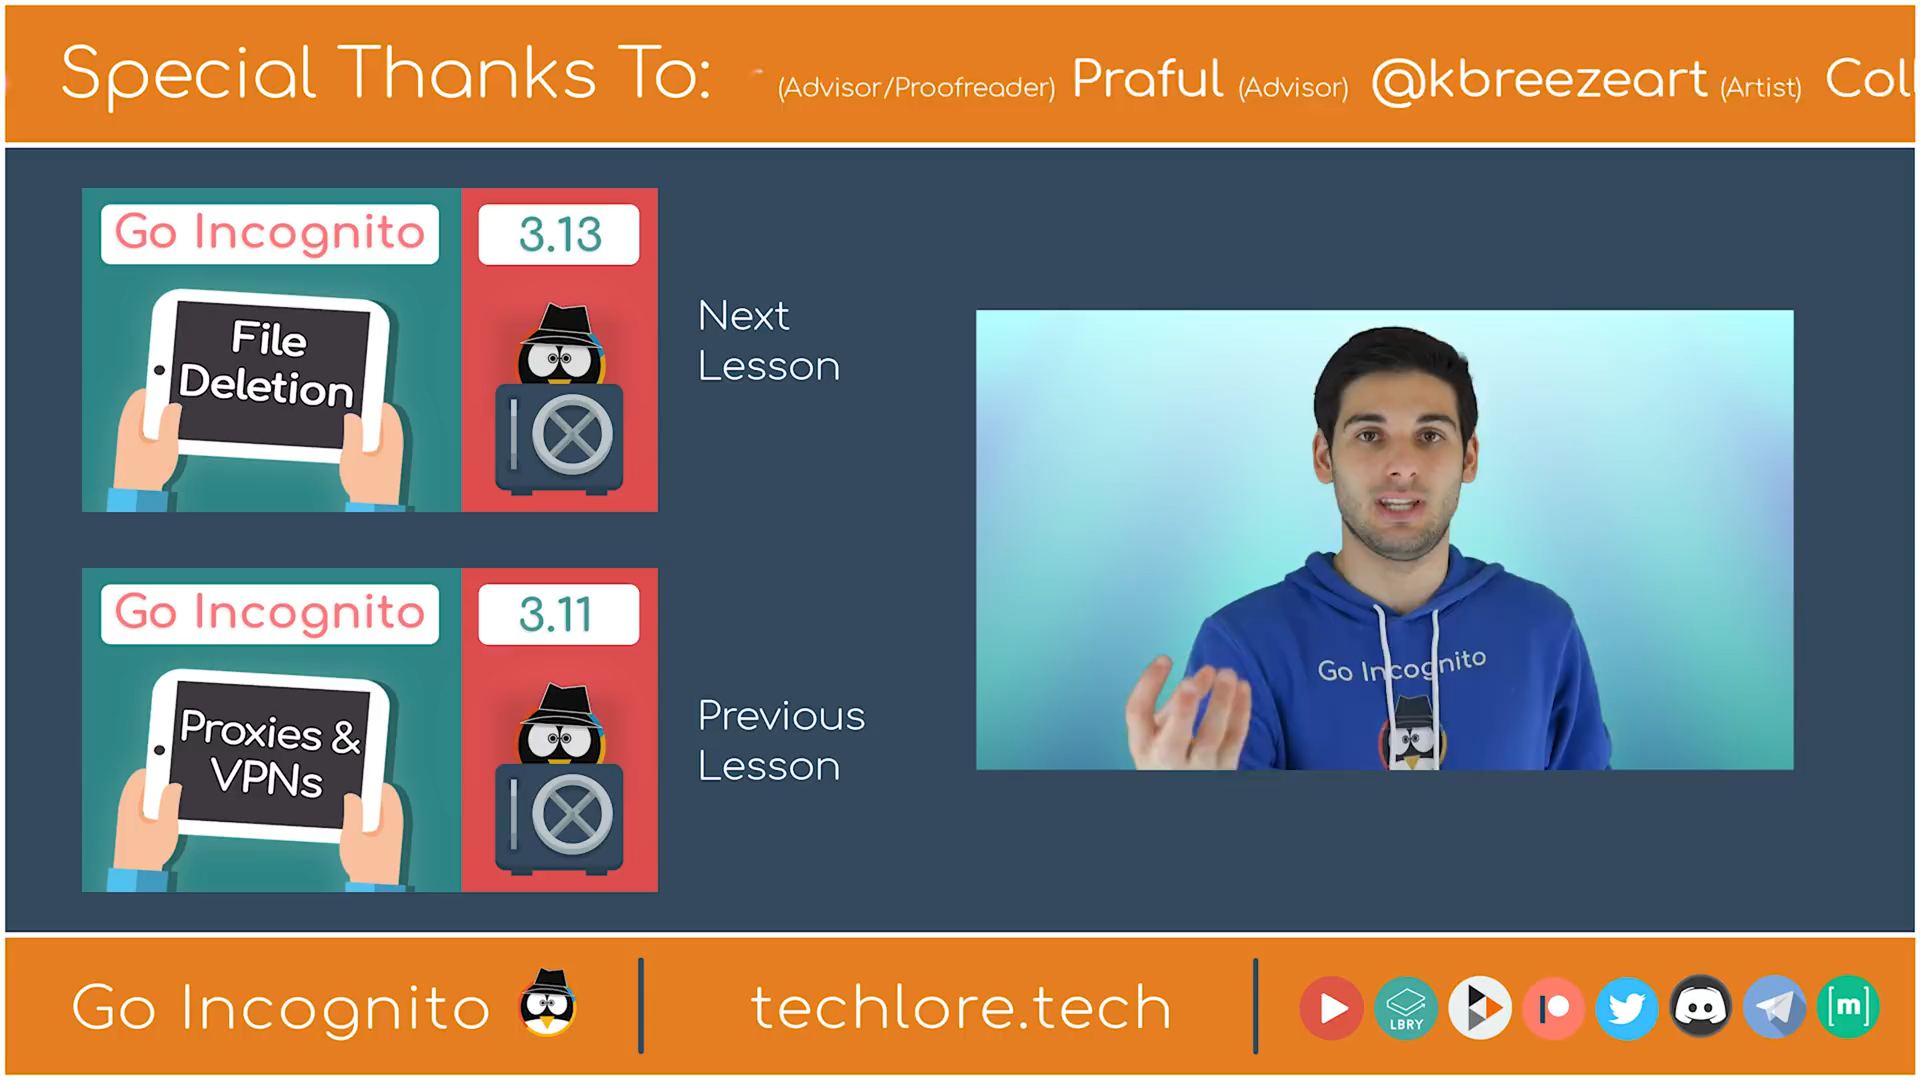 Special Thanks To: (Advisor/Proofreader) Praful (Advisor) @kbreezeart (Artist) Col
Go Incognito
3.13
File
Deletion
Next
Lesson
Go Incognito
3.11
Proxies &
VPNs
Previous
Lesson
Go Incognito
Go Incognito
techlore.tech
LBRY
[m]